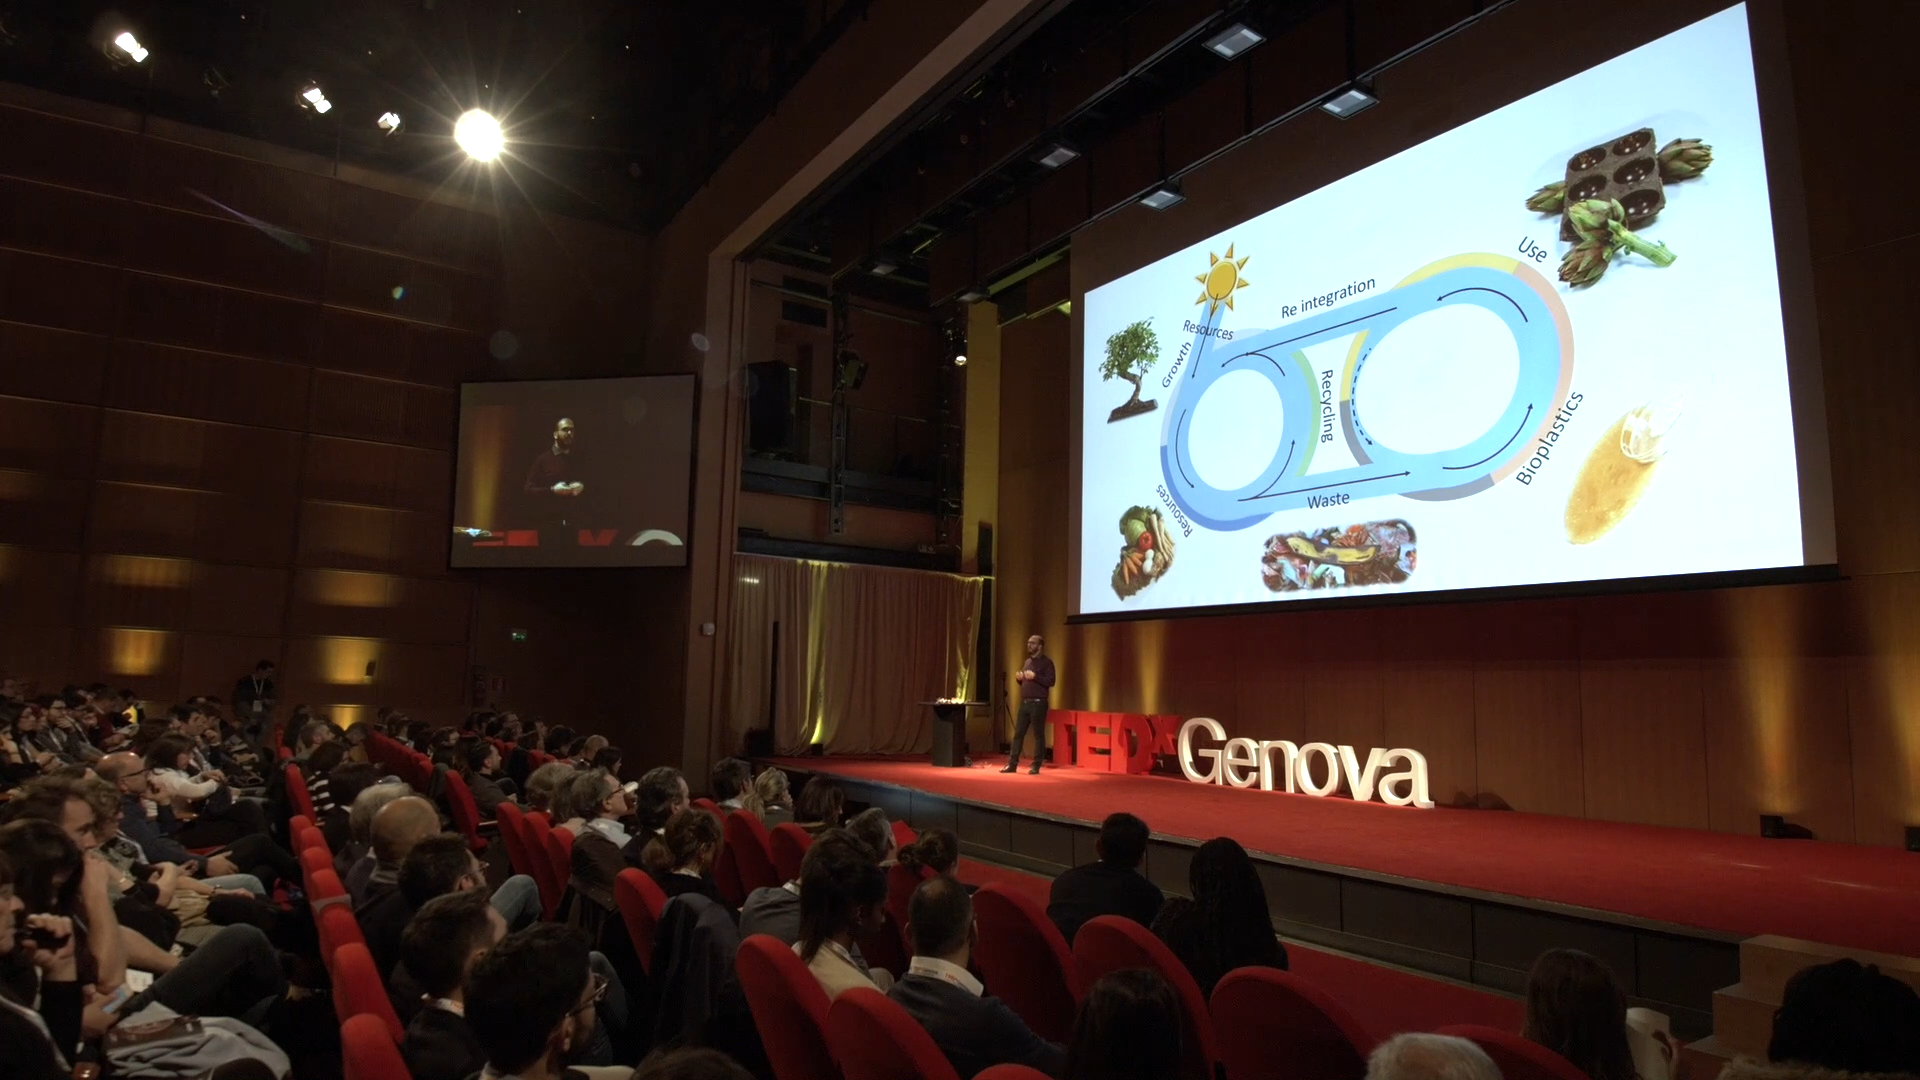 Use
Re integration
Resources
Growth
Recycling
Bioplastics
Resources
Waste
TEDx
Genova